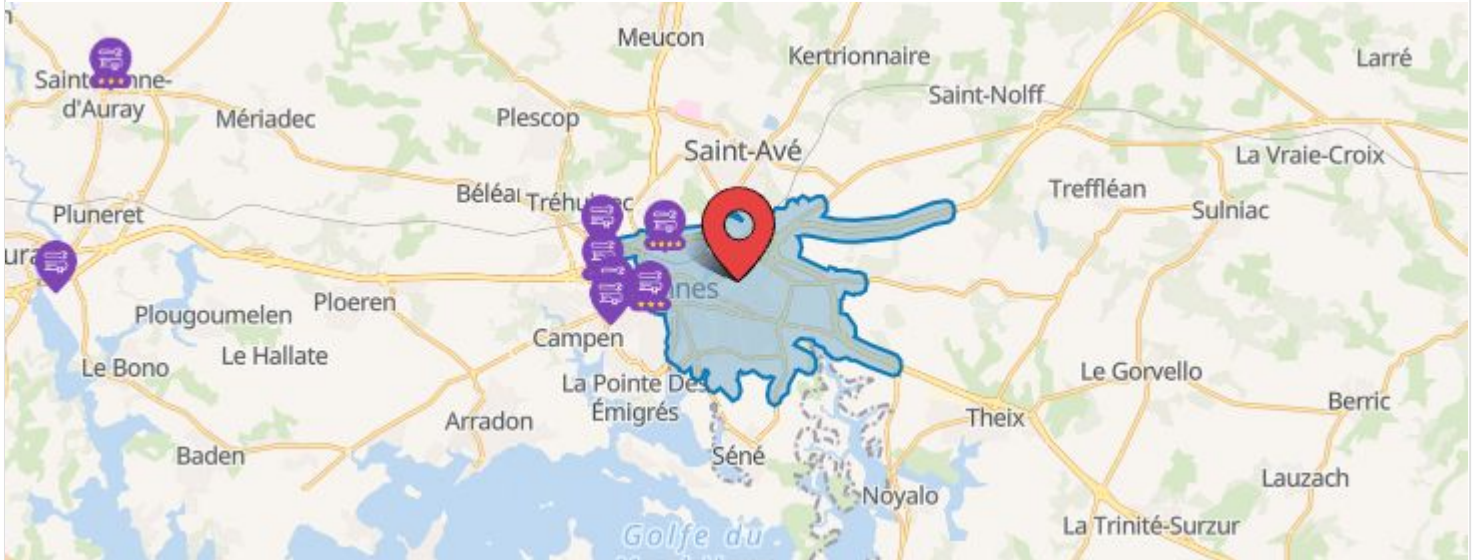 Meucon
Kertrionnaire
Larré
d'Auray
Mériadec
Plescop
Saint-Nolff
Saint-Avé
La Vraie-Croix
Treffléan
Béléa
Pluneret
Sulniac
Plougoumelen
Ploeren
Campen
Le Hallate
Le Bono
La Pointe Des
Émigrés
Le Gorvello
Berric
Arradon
Theix
Baden
Séné
Lauzach
Noyalo
La Trinité-Surzur
Golfe du